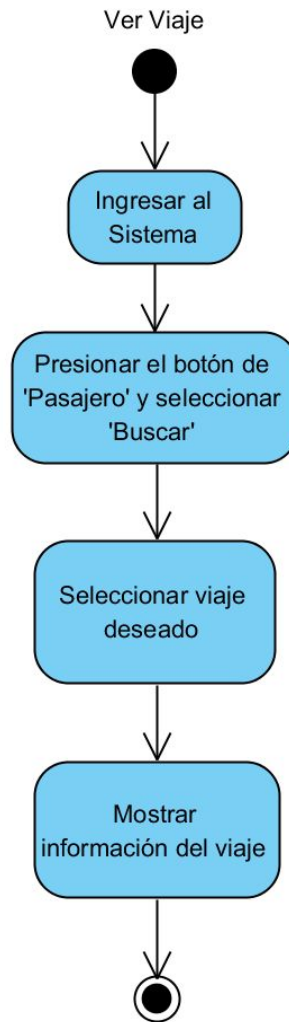 Ver Viaje
Ingresar al
Sistema
Presionar el botón de
'Pasajero' y seleccionar
'Buscar'
Seleccionar viaje
deseado
Mostrar
información del viaje